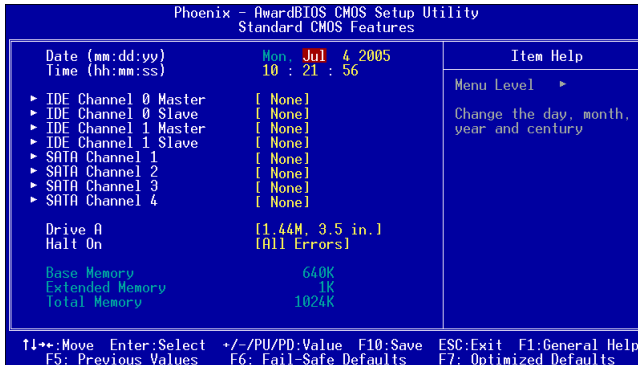 Phoenix - AwardBIOS CMOS Setup Utility
Standard CMOS Features
Date (mm:dd:yy) Mon, Jul 4 2005
Time (hh:mm:ss) 10 : 21 : 56
► IDE Channel 0 Master [ None]
► IDE Channel 0 Slave [ None]
► IDE Channel 1 Master [ None]
► IDE Channel 1 Slave [ None]
► SATA Channel 1 [ None]
► SATA Channel 2 [ None]
► SATA Channel 3 [ None]
► SATA Channel 4 [ None]
Drive A [1.44M, 3.5 in.]
Halt On [All Errors]
Base Memory 640K
Extended Memory 1K
Total Memory 1024K
Item Help
Menu Level ►
Change the day, month,
year and century
↑↓→←:Move Enter:Select +/-/PU/PD:Value F10:Save ESC:Exit F1:General Help
F5: Previous Values F6: Fail-Safe Defaults F7: Optimized Defaults